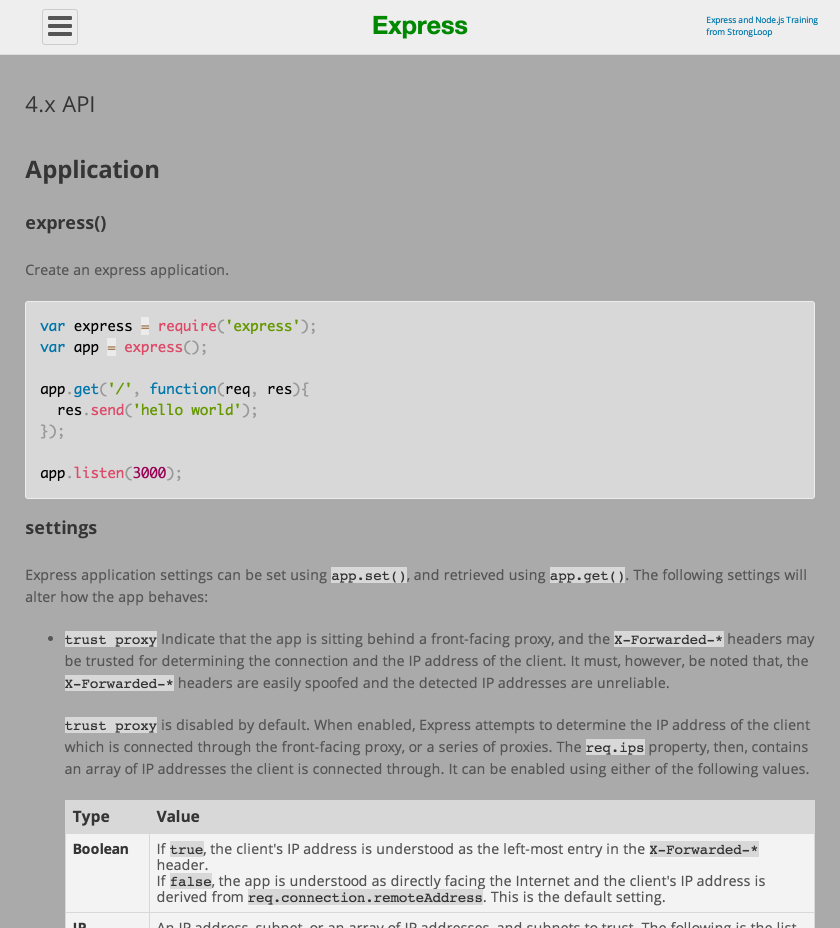 Express
Express and Node.js Training
from StrongLoop
4.x API
Application
express()
Create an express application.
var express = require('express');
var app = express();
app.get('/', function(req, res){
  res.send('hello world');
});
app.listen(3000);
settings
Express application settings can be set using app.set(), and retrieved using app.get(). The following settings will
alter how the app behaves:
• trust proxy Indicate that the app is sitting behind a front-facing proxy, and the X-Forwarded-* headers may
be trusted for determining the connection and the IP address of the client. It must, however, be noted that, the
X-Forwarded-* headers are easily spoofed and the detected IP addresses are unreliable.
trust proxy is disabled by default. When enabled, Express attempts to determine the IP address of the client
which is connected through the front-facing proxy, or a series of proxies. The req.ips property, then, contains
an array of IP addresses the client is connected through. It can be enabled using either of the following values.
Type Value
Boolean If true, the client's IP address is understood as the left-most entry in the X-Forwarded-*
header.
If false, the app is understood as directly facing the Internet and the client's IP address is
derived from req.connection.remoteAddress. This is the default setting.
IP An IP address, subnet, or an array of IP addresses, and subnets to trust. The following is the list